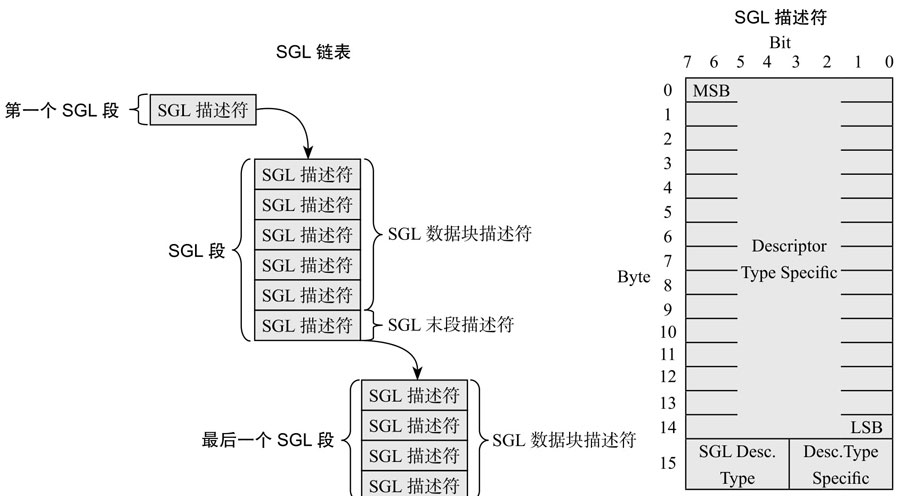 SGL 链表
第一个 SGL 段
SGL 描述符
SGL 段
SGL 描述符
SGL 描述符
SGL 描述符
SGL 描述符
SGL 描述符
SGL 描述符
SGL 数据块描述符
SGL 末段描述符
最后一个 SGL 段
SGL 描述符
SGL 描述符
SGL 描述符
SGL 描述符
SGL 数据块描述符
SGL 描述符
Bit
7 6 5 4 3 2 1 0
Byte
0 MSB
1
2
3
4
5
6
7
8
9
10
11
12
13
14 LSB
Descriptor
Type Specific
15
SGL Desc.
Type
Desc.Type
Specific